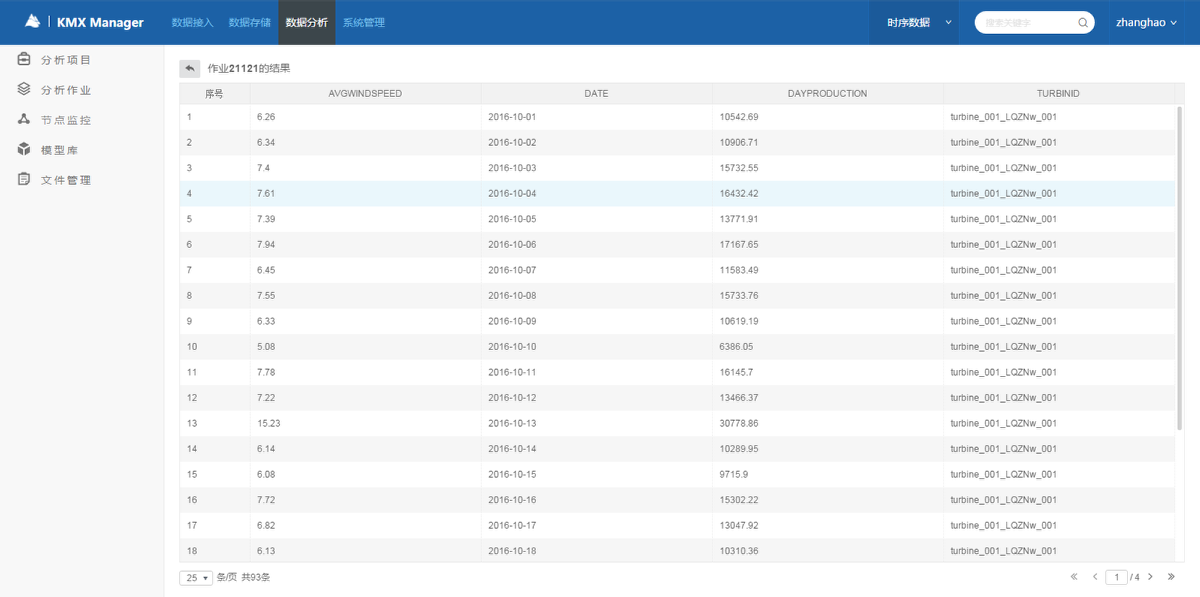 KMX Manager 数据接入 数据存储 数据分析 系统管理 时序数据 搜索关键字 zhanghao
分析项目
分析作业
节点监控
模型库
文件管理
作业21121的结果
序号 AVGWINDSPEED DATE DAYPRODUCTION TURBINID
1 6.26 2016-10-01 10542.69 turbine_001_LQZNw_001
2 6.34 2016-10-02 10906.71 turbine_001_LQZNw_001
3 7.4 2016-10-03 15732.55 turbine_001_LQZNw_001
4 7.61 2016-10-04 16432.42 turbine_001_LQZNw_001
5 7.39 2016-10-05 13771.91 turbine_001_LQZNw_001
6 7.94 2016-10-06 17167.65 turbine_001_LQZNw_001
7 6.45 2016-10-07 11583.49 turbine_001_LQZNw_001
8 7.55 2016-10-08 15733.76 turbine_001_LQZNw_001
9 6.33 2016-10-09 10619.19 turbine_001_LQZNw_001
10 5.08 2016-10-10 6386.05 turbine_001_LQZNw_001
11 7.78 2016-10-11 16145.7 turbine_001_LQZNw_001
12 7.22 2016-10-12 13466.37 turbine_001_LQZNw_001
13 15.23 2016-10-13 30778.86 turbine_001_LQZNw_001
14 6.14 2016-10-14 10289.95 turbine_001_LQZNw_001
15 6.08 2016-10-15 9715.9 turbine_001_LQZNw_001
16 7.72 2016-10-16 15302.22 turbine_001_LQZNw_001
17 6.82 2016-10-17 13047.92 turbine_001_LQZNw_001
18 6.13 2016-10-18 10310.36 turbine_001_LQZNw_001
25 条/页 共93条 1 / 4